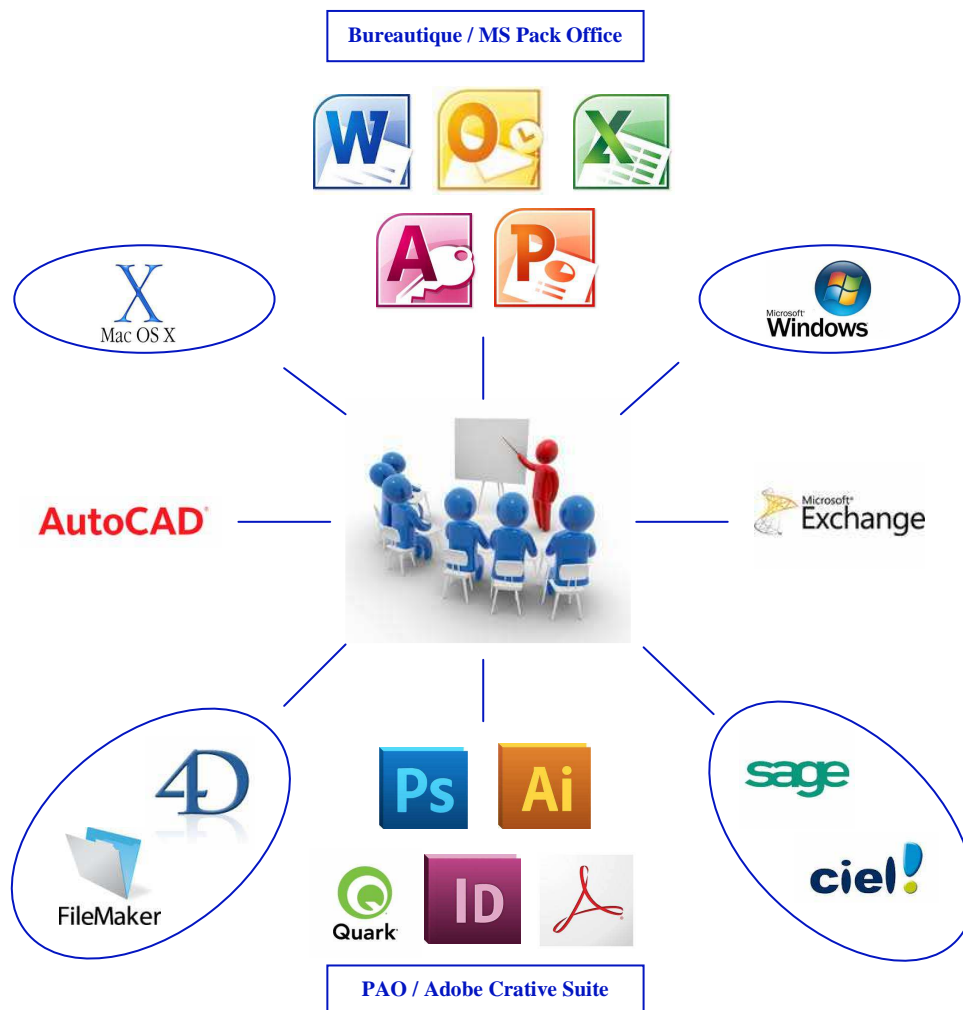 Bureautique / MS Pack Office
W
O
X
A
P
X
Mac OS X
Microsoft®
Windows
AutoCAD
Microsoft®
Exchange
4D
FileMaker
Ps
Ai
Quark
ID
sage
ciel!
PAO / Adobe Crative Suite